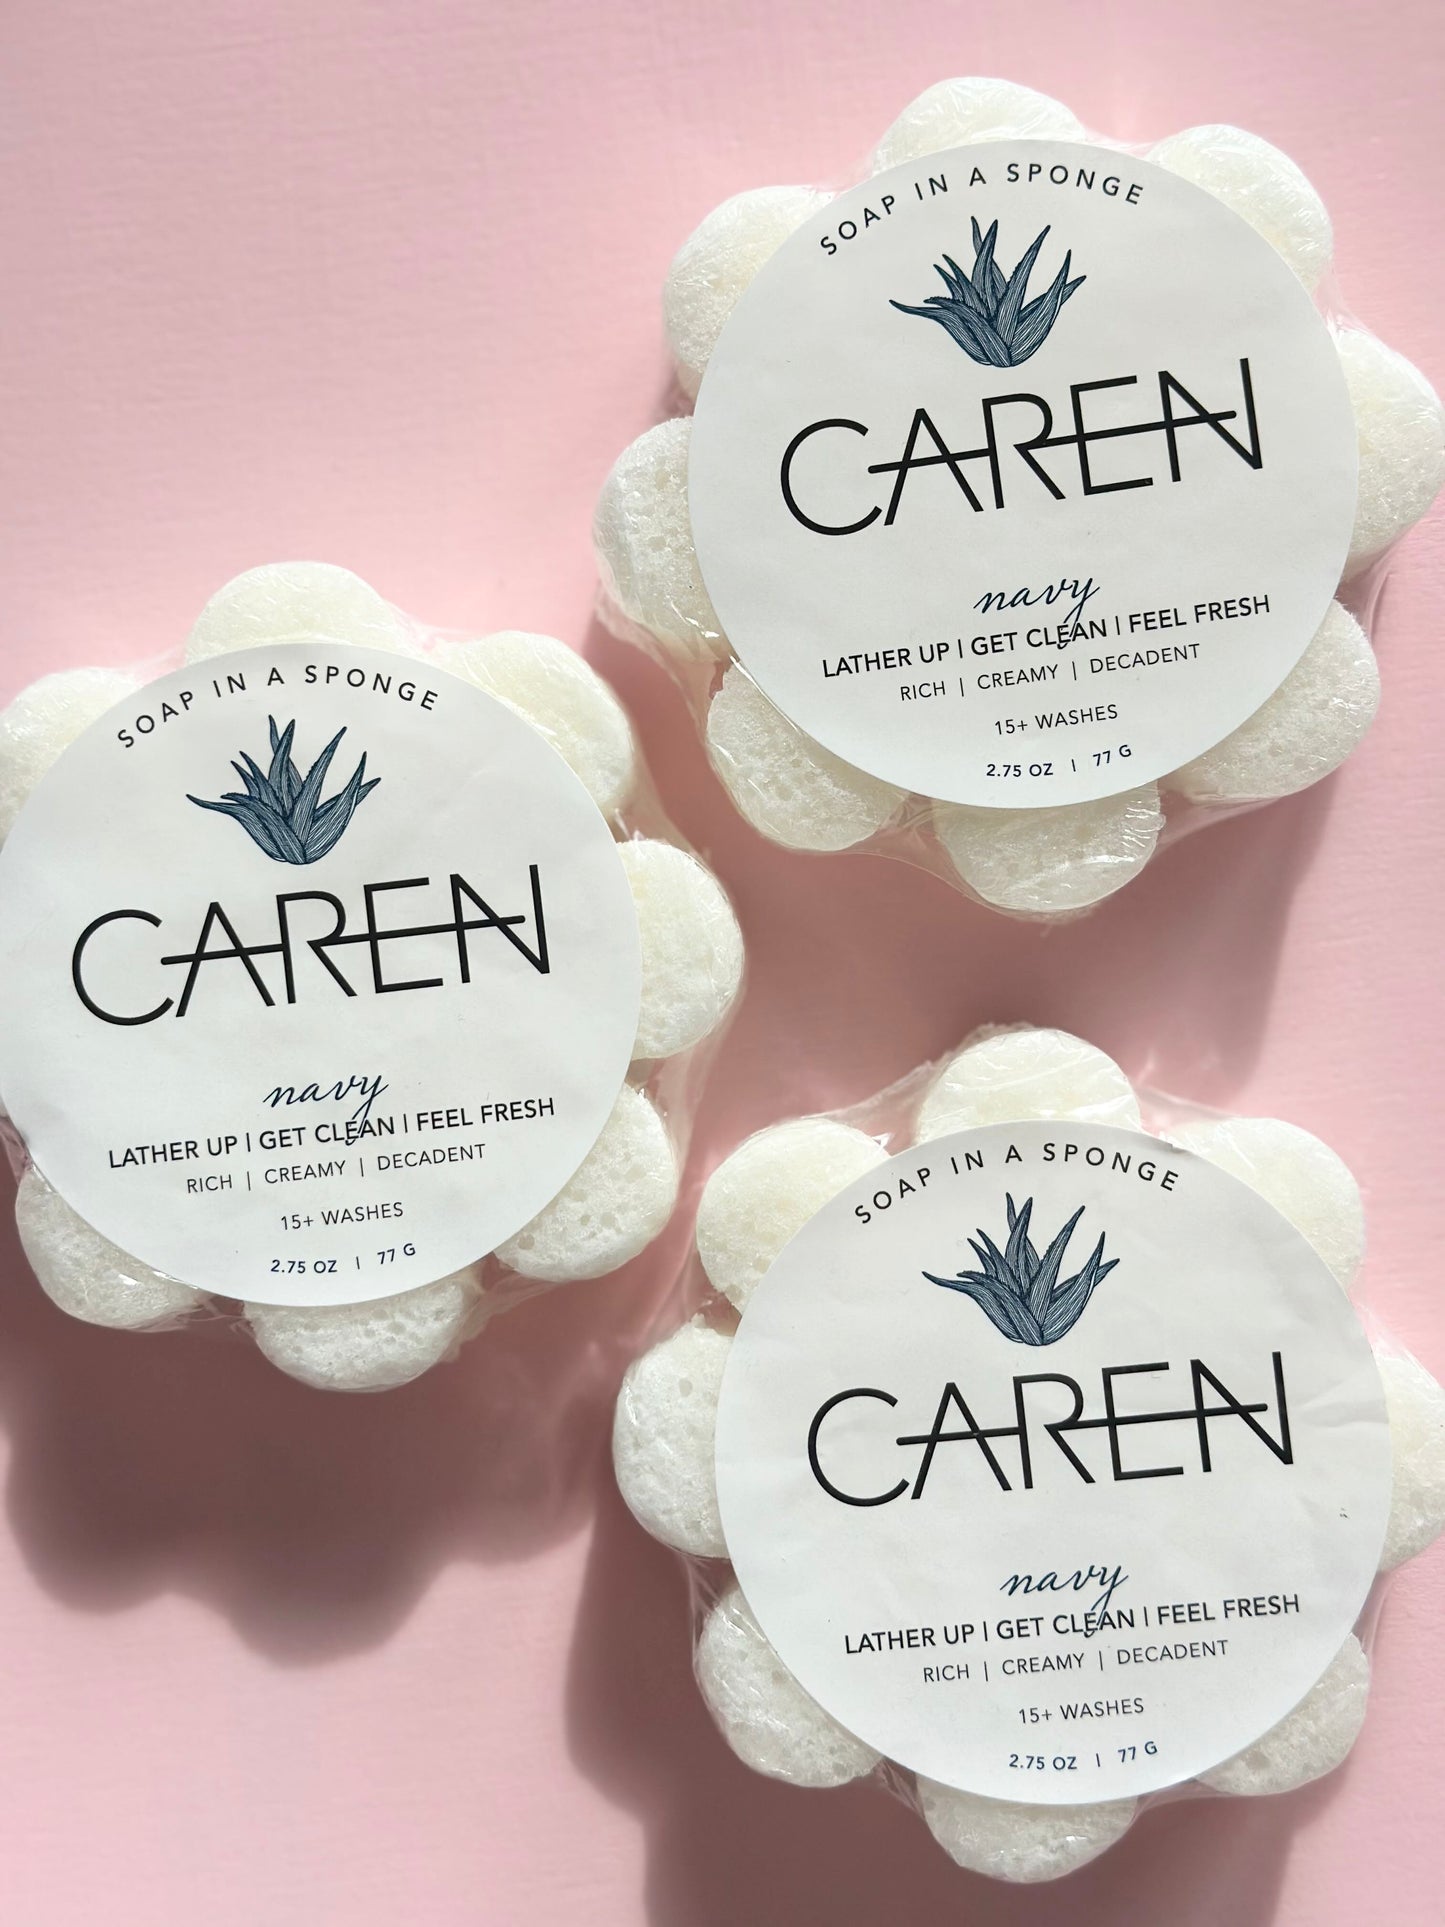 SOAP IN A SPONGE
CAREN
navy
LATHER UP | GET CLEAN | FEEL FRESH
RICH | CREAMY | DECADENT
15+ WASHES
2.75 OZ | 77 G
SOAP IN A SPONGE
CAREN
navy
LATHER UP | GET CLEAN | FEEL FRESH
RICH | CREAMY | DECADENT
15+ WASHES
2.75 OZ | 77 G
SOAP IN A SPONGE
CAREN
navy
LATHER UP | GET CLEAN | FEEL FRESH
RICH | CREAMY | DECADENT
15+ WASHES
2.75 OZ | 77 G